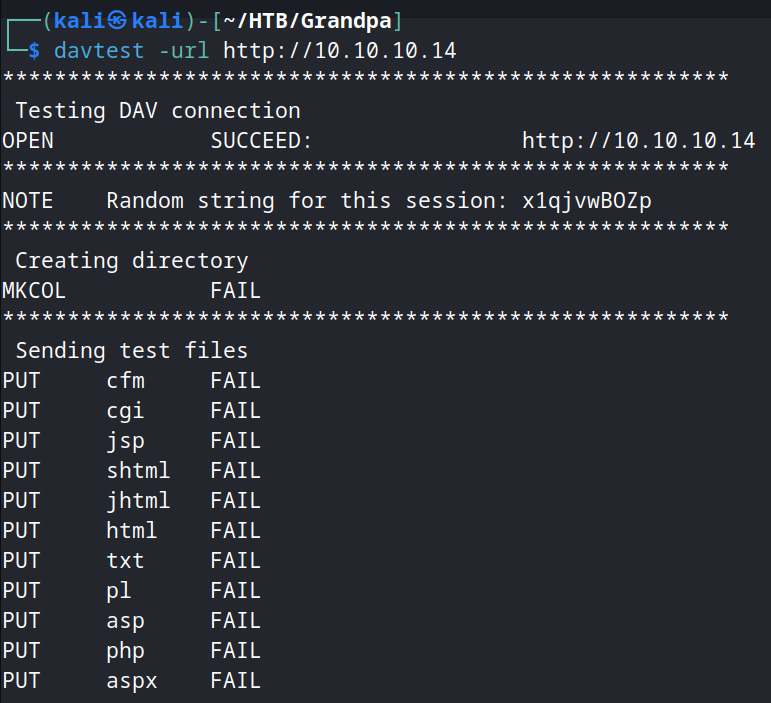 ┌──(kali㉿kali)-[~/HTB/Grandpa]
└─$ davtest -url http://10.10.10.14
********************************************************
 Testing DAV connection
OPEN            SUCCEED:                http://10.10.10.14
********************************************************
NOTE    Random string for this session: x1qjvwBOZp
********************************************************
 Creating directory
MKCOL           FAIL
********************************************************
 Sending test files
PUT     cfm     FAIL
PUT     cgi     FAIL
PUT     jsp     FAIL
PUT     shtml   FAIL
PUT     jhtml   FAIL
PUT     html    FAIL
PUT     txt     FAIL
PUT     pl      FAIL
PUT     asp     FAIL
PUT     php     FAIL
PUT     aspx    FAIL